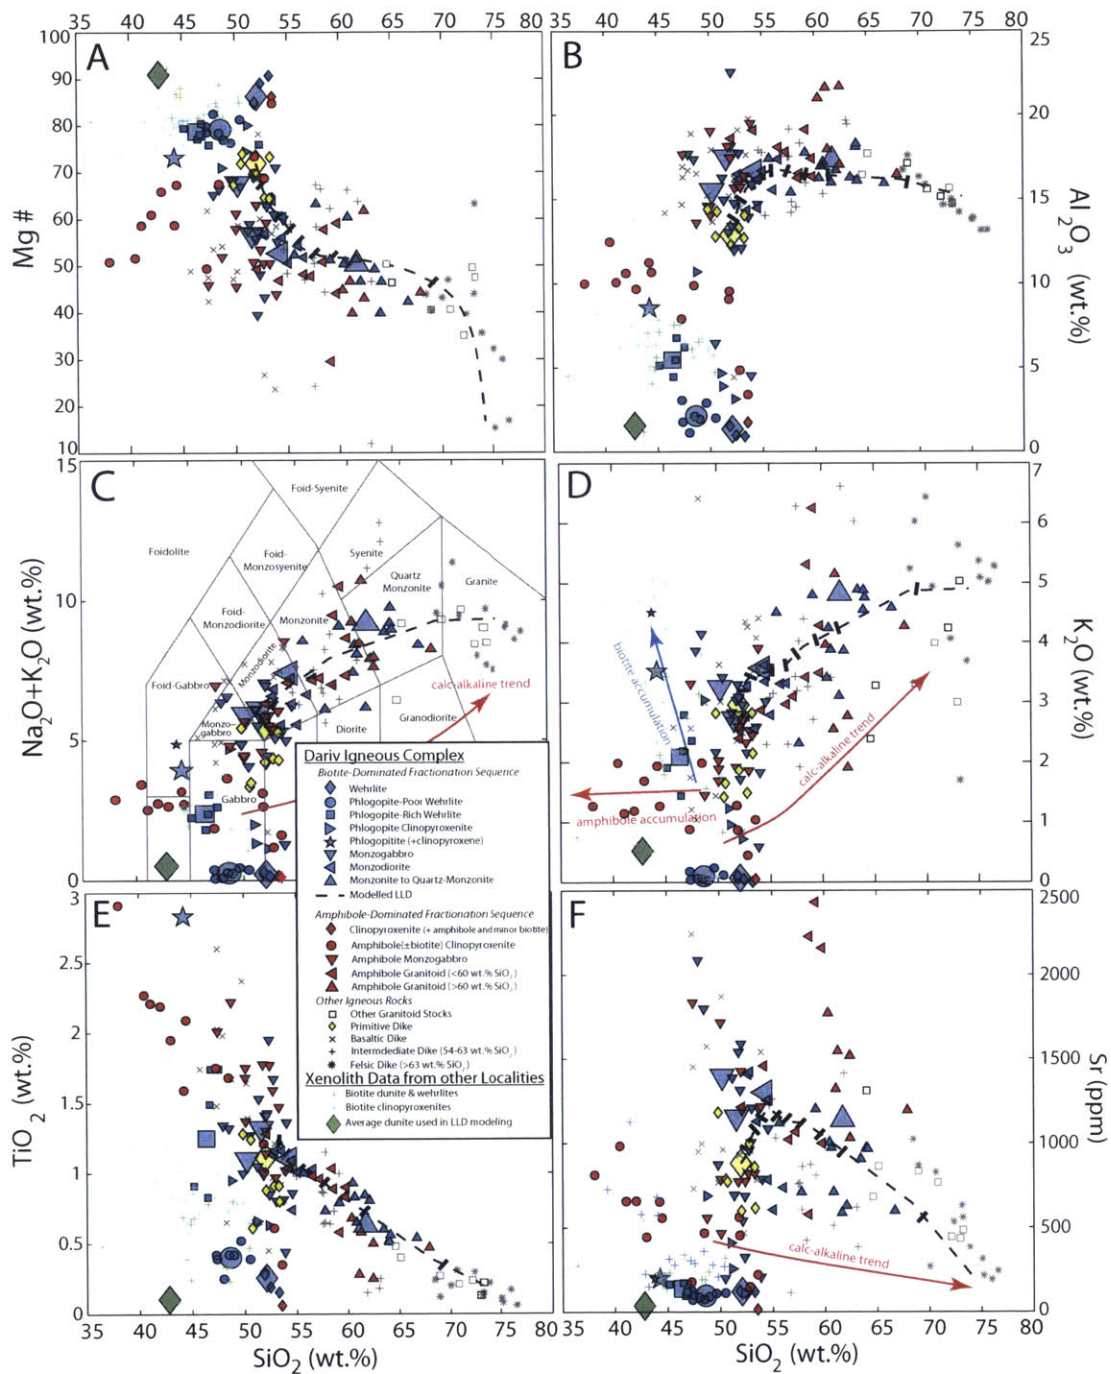 35 40 45 50 55 60 65 70 75 80
45 50 55 60 65 70 75 80
A
100
90
80
70
60
50
40
30
20
10
Mg #
B
25
20
15
10
5
0
Al2O3 (wt.%)
C
15
10
5
0
Na2O+K2O (wt.%)
Foid-Syenite
Foidolite
Foid-
Monzosyenite
Syenite
Quartz
Monzonite
Granite
Foid-
Monzodiorite
Monzonite
Monzodiorite
Foid-Gabbro
Monzo-
gabbro
calc-alkaline trend
Diorite
Granodiorite
Gabbro
D
7
6
5
4
3
2
1
0
K2O (wt.%)
biotite accumulation
calc-alkaline trend
amphibole accumulation
Dariv Igneous Complex
Biotite-Dominated Fractionation Sequence
Wehrlite
Phlogopite-Poor Wehrlite
Phlogopite-Rich Wehrlite
Phlogopite Clinopyroxenite
Phlogopitite (+clinopyroxene)
Monzogabbro
Monzodiorite
Monzonite to Quartz-Monzonite
Modelled LLD
Amphibole-Dominated Fractionation Sequence
Clinopyroxenite (+ amphibole and minor biotite)
Amphibole(±biotite) Clinopyroxenite
Amphibole Monzogabbro
Amphibole Granitoid (<60 wt.% SiO2)
Amphibole Granitoid (>60 wt.% SiO2)
Other Igneous Rocks
Other Granitoid Stocks
Primitive Dike
Basaltic Dike
Intermdediate Dike (54-63 wt.% SiO2)
Felsic Dike (>63 wt.% SiO2)
Xenolith Data from other Localities
Biotite dunite & wehrlites
Biotite clinopyroxenites
Average dunite used in LLD modeling
E
3
2.5
2
1.5
1
0.5
0
TiO2 (wt.%)
35 40 45 50 55 60 65 70 75 80
SiO2 (wt.%)
F
2500
2000
1500
1000
500
0
Sr (ppm)
calc-alkaline trend
35 40 45 50 55 60 65 70 75 80
SiO2 (wt.%)